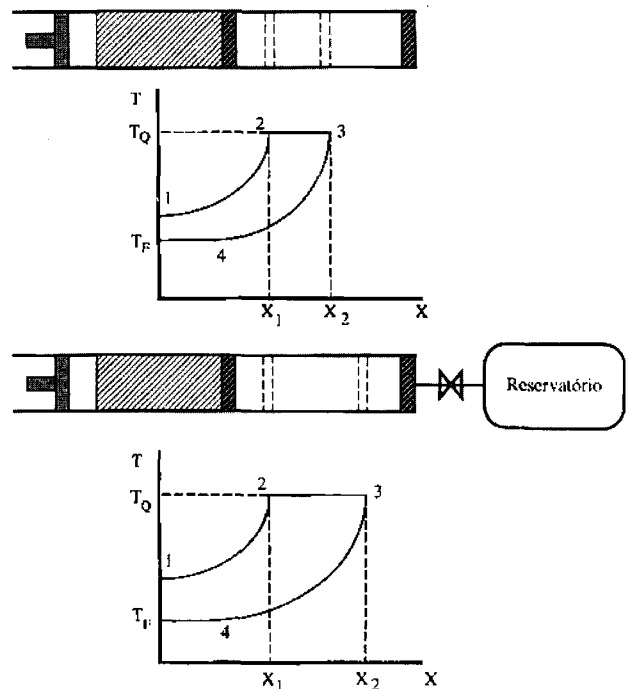 T
T_Q
2
3
1
T_F
4
X_1
X_2
X
Reservatório
T
T_Q
2
3
1
T_F
4
X_1
X_2
X